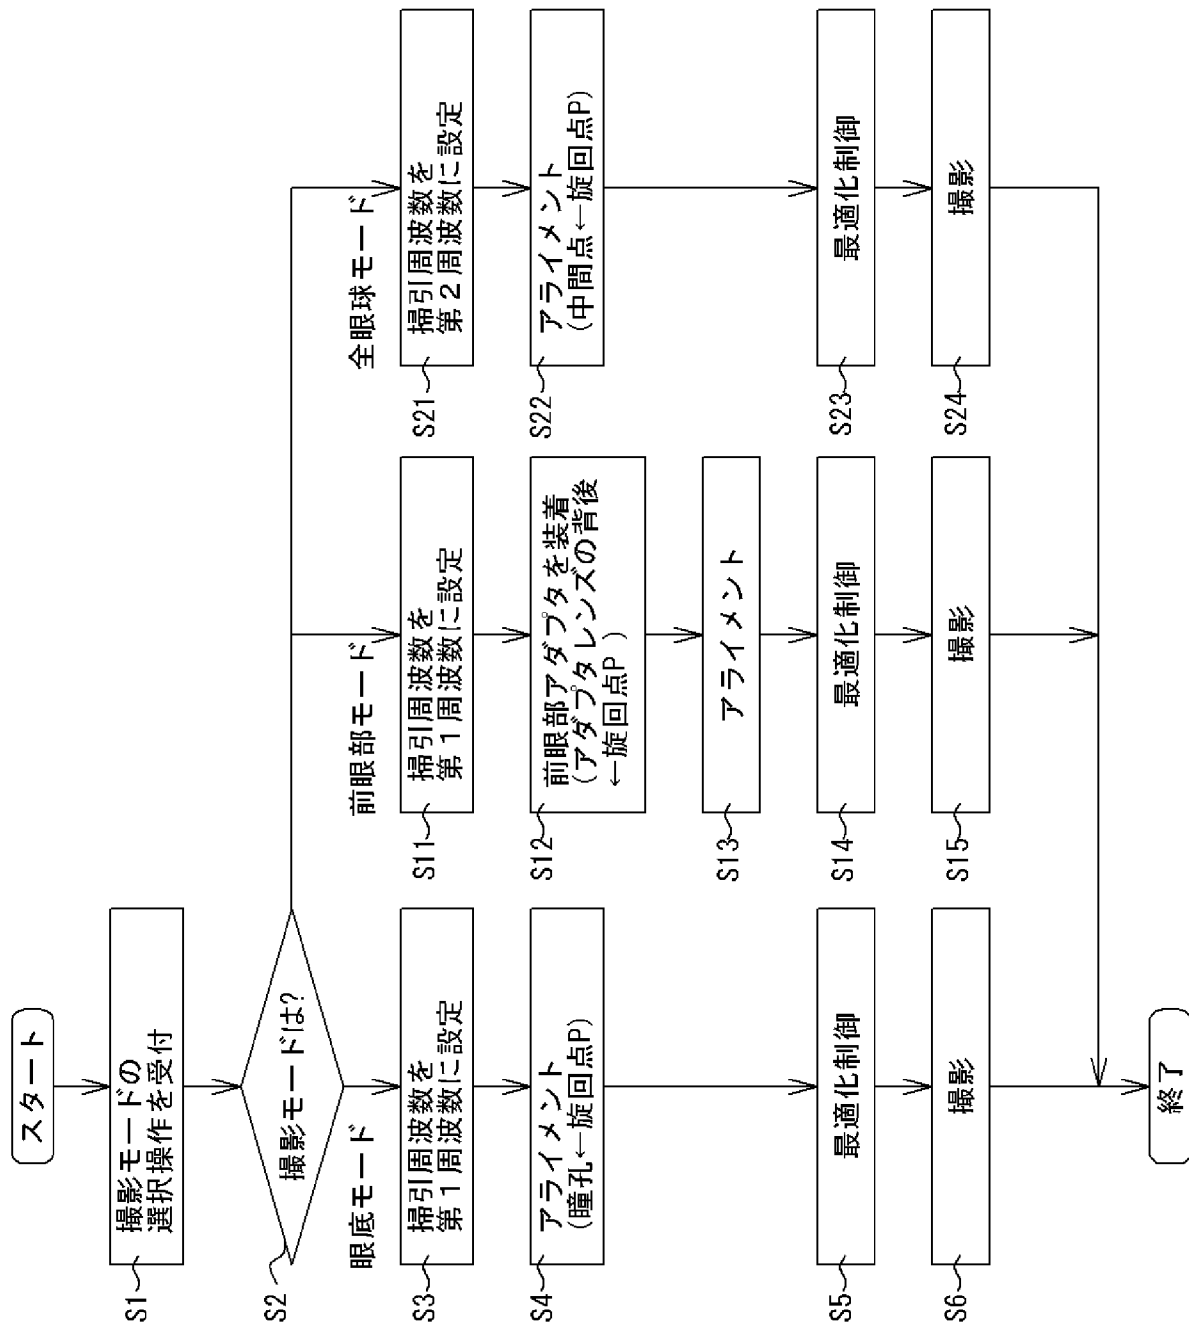 スタート
S1
撮影モードの
選択操作を受付
S2
撮影モードは?
眼底モード
S3
掃引周波数を
第1周波数に設定
S4
アライメント
(瞳孔←旋回点P)
S5
最適化制御
S6
撮影
前眼部モード
S11
掃引周波数を
第1周波数に設定
S12
前眼部アダプタを装着
(アダプタレンズの背後
←旋回点P)
S13
アライメント
S14
最適化制御
S15
撮影
全眼球モード
S21
掃引周波数を
第2周波数に設定
S22
アライメント
(中間点←旋回点P)
S23
最適化制御
S24
撮影
終了